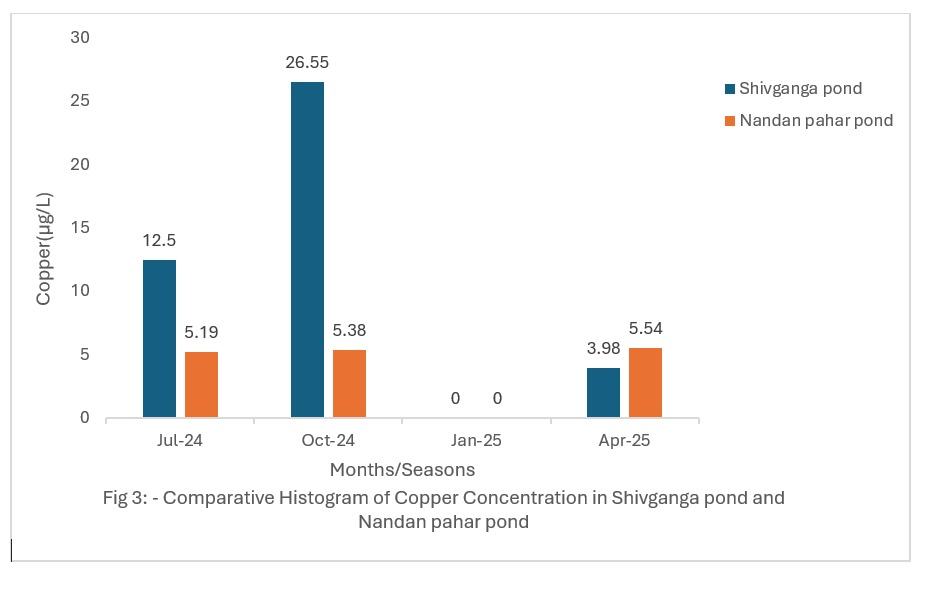 30
26.55
25
20
15
12.5
10
5.19
5.38
5
3.98
5.54
0
0
0
Copper(µg/L)
Jul-24
Oct-24
Jan-25
Apr-25
Months/Seasons
Shivganga pond
Nandan pahar pond
Fig 3: - Comparative Histogram of Copper Concentration in Shivganga pond and
Nandan pahar pond